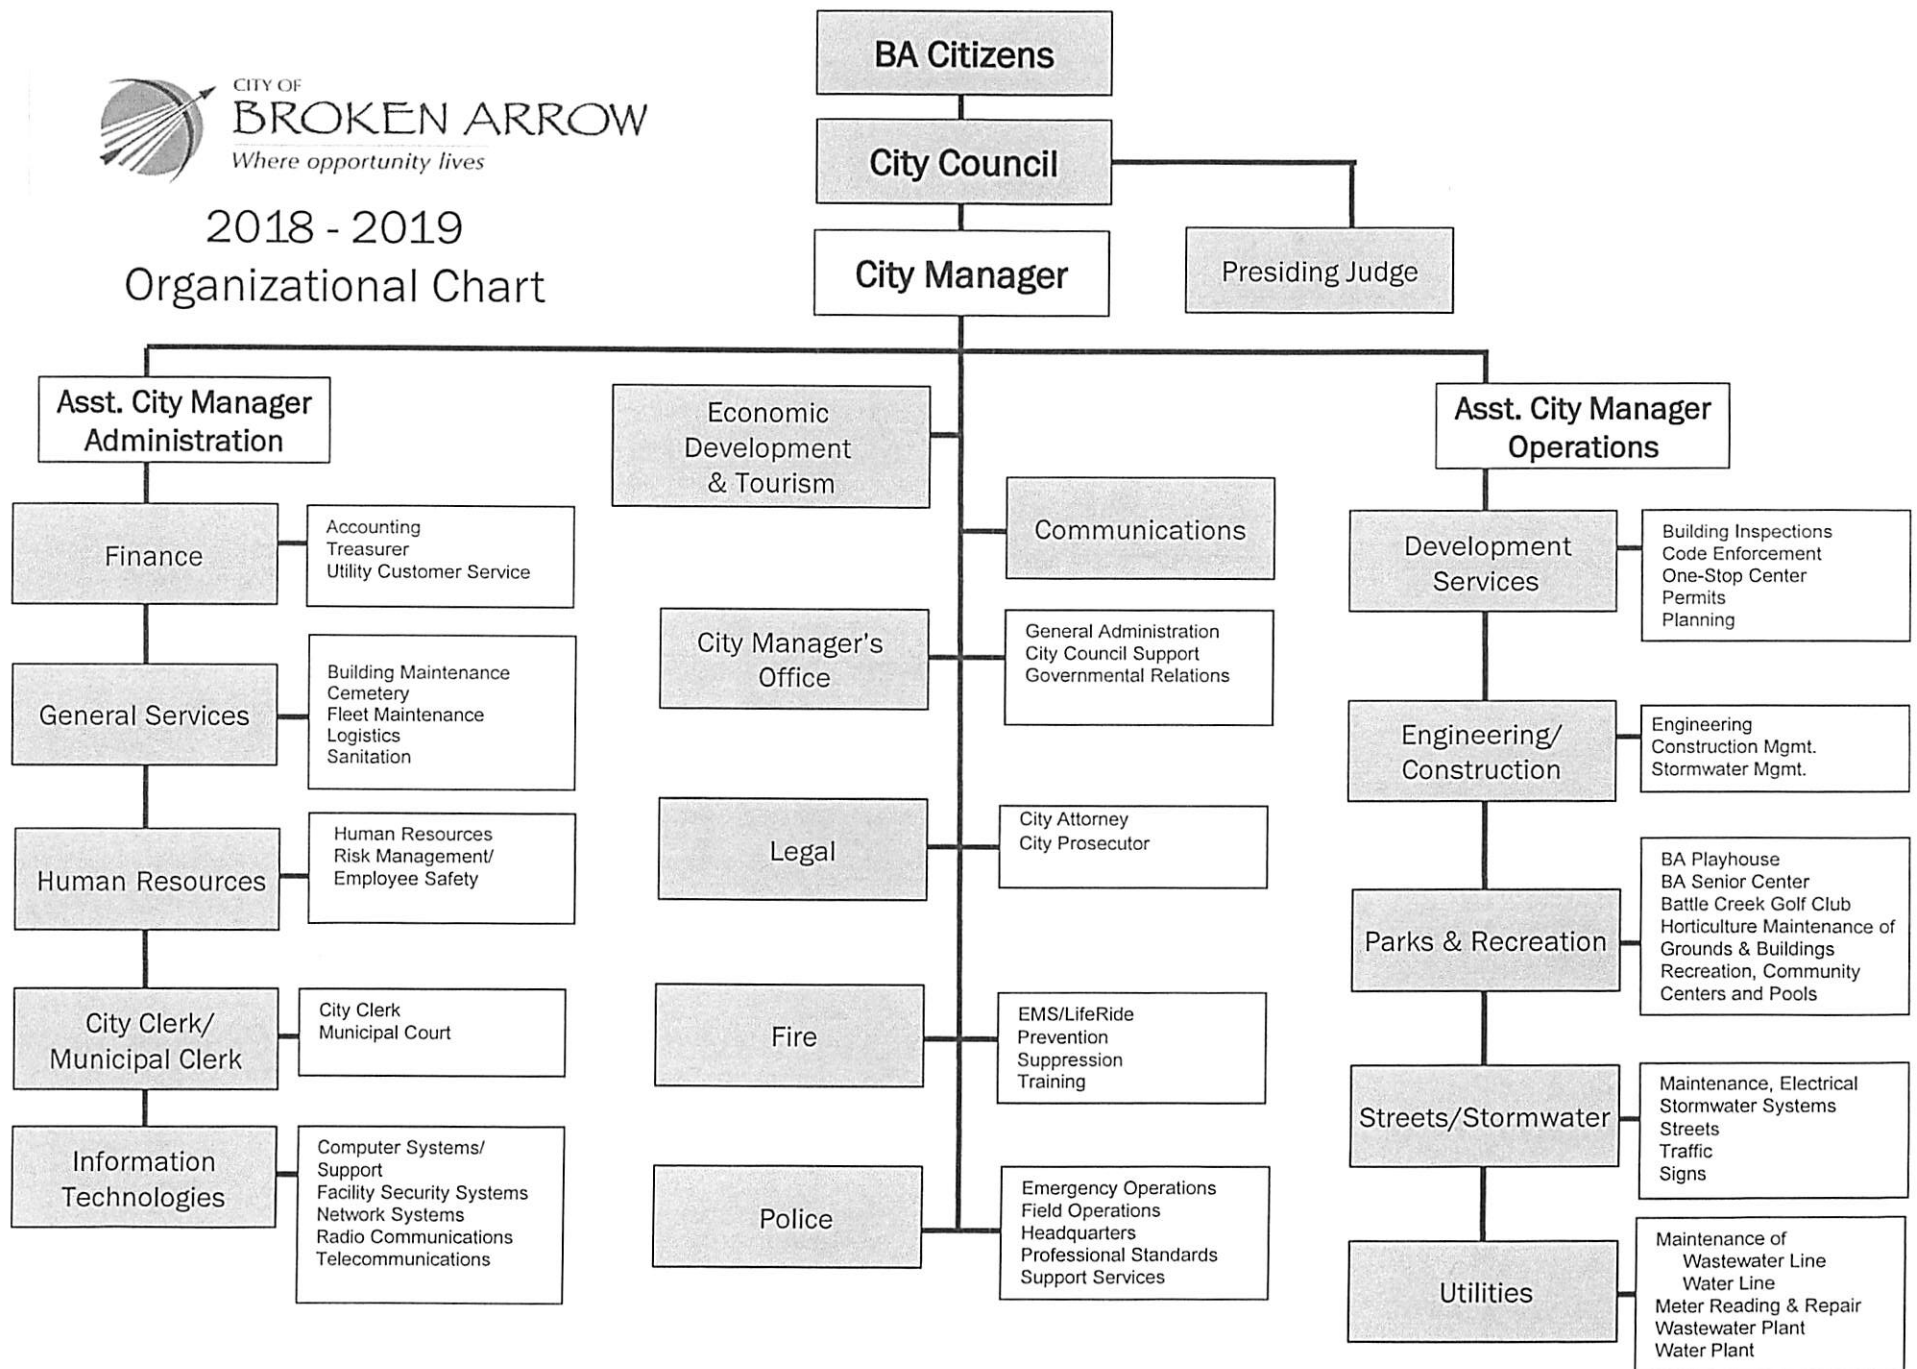 CITY OF
BROKEN ARROW
Where opportunity lives
2018 - 2019
Organizational Chart
BA Citizens
City Council
City Manager
Presiding Judge
Asst. City Manager
Administration
Finance
Accounting
Treasurer
Utility Customer Service
General Services
Building Maintenance
Cemetery
Fleet Maintenance
Logistics
Sanitation
Human Resources
Human Resources
Risk Management/
Employee Safety
City Clerk/
Municipal Clerk
City Clerk
Municipal Court
Information
Technologies
Computer Systems/
Support
Facility Security Systems
Network Systems
Radio Communications
Telecommunications
Economic
Development
& Tourism
Communications
City Manager's
Office
General Administration
City Council Support
Governmental Relations
Legal
City Attorney
City Prosecutor
Fire
EMS/LifeRide
Prevention
Suppression
Training
Police
Emergency Operations
Field Operations
Headquarters
Professional Standards
Support Services
Asst. City Manager
Operations
Development
Services
Building Inspections
Code Enforcement
One-Stop Center
Permits
Planning
Engineering/
Construction
Engineering
Construction Mgmt.
Stormwater Mgmt.
Parks & Recreation
BA Playhouse
BA Senior Center
Battle Creek Golf Club
Horticulture Maintenance of
Grounds & Buildings
Recreation, Community
Centers and Pools
Streets/Stormwater
Maintenance, Electrical
Stormwater Systems
Streets
Traffic
Signs
Utilities
Maintenance of
Wastewater Line
Water Line
Meter Reading & Repair
Wastewater Plant
Water Plant